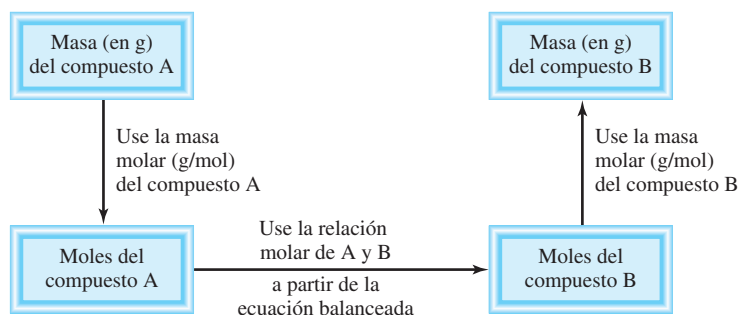 Masa (en g)
del compuesto A
Masa (en g)
del compuesto B
Use la masa
molar (g/mol)
del compuesto A
Use la masa
molar (g/mol)
del compuesto B
Moles del
compuesto A
Use la relación
molar de A y B
a partir de la
ecuación balanceada
Moles del
compuesto B